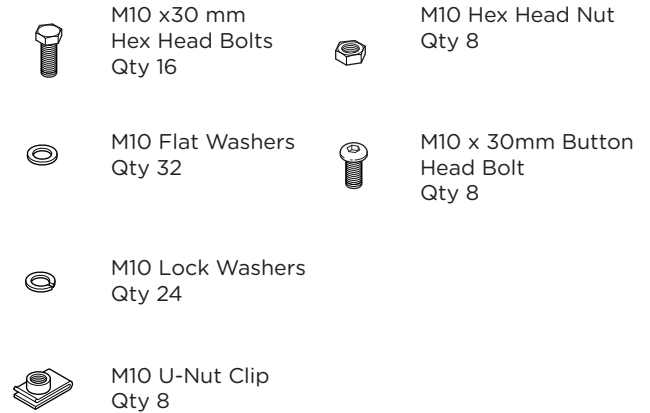 M10 x30 mm
Hex Head Bolts
Qty 16
M10 Hex Head Nut
Qty 8
M10 Flat Washers
Qty 32
M10 x 30mm Button
Head Bolt
Qty 8
M10 Lock Washers
Qty 24
M10 U-Nut Clip
Qty 8